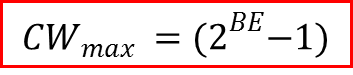 CW_max = (2^BE−1)